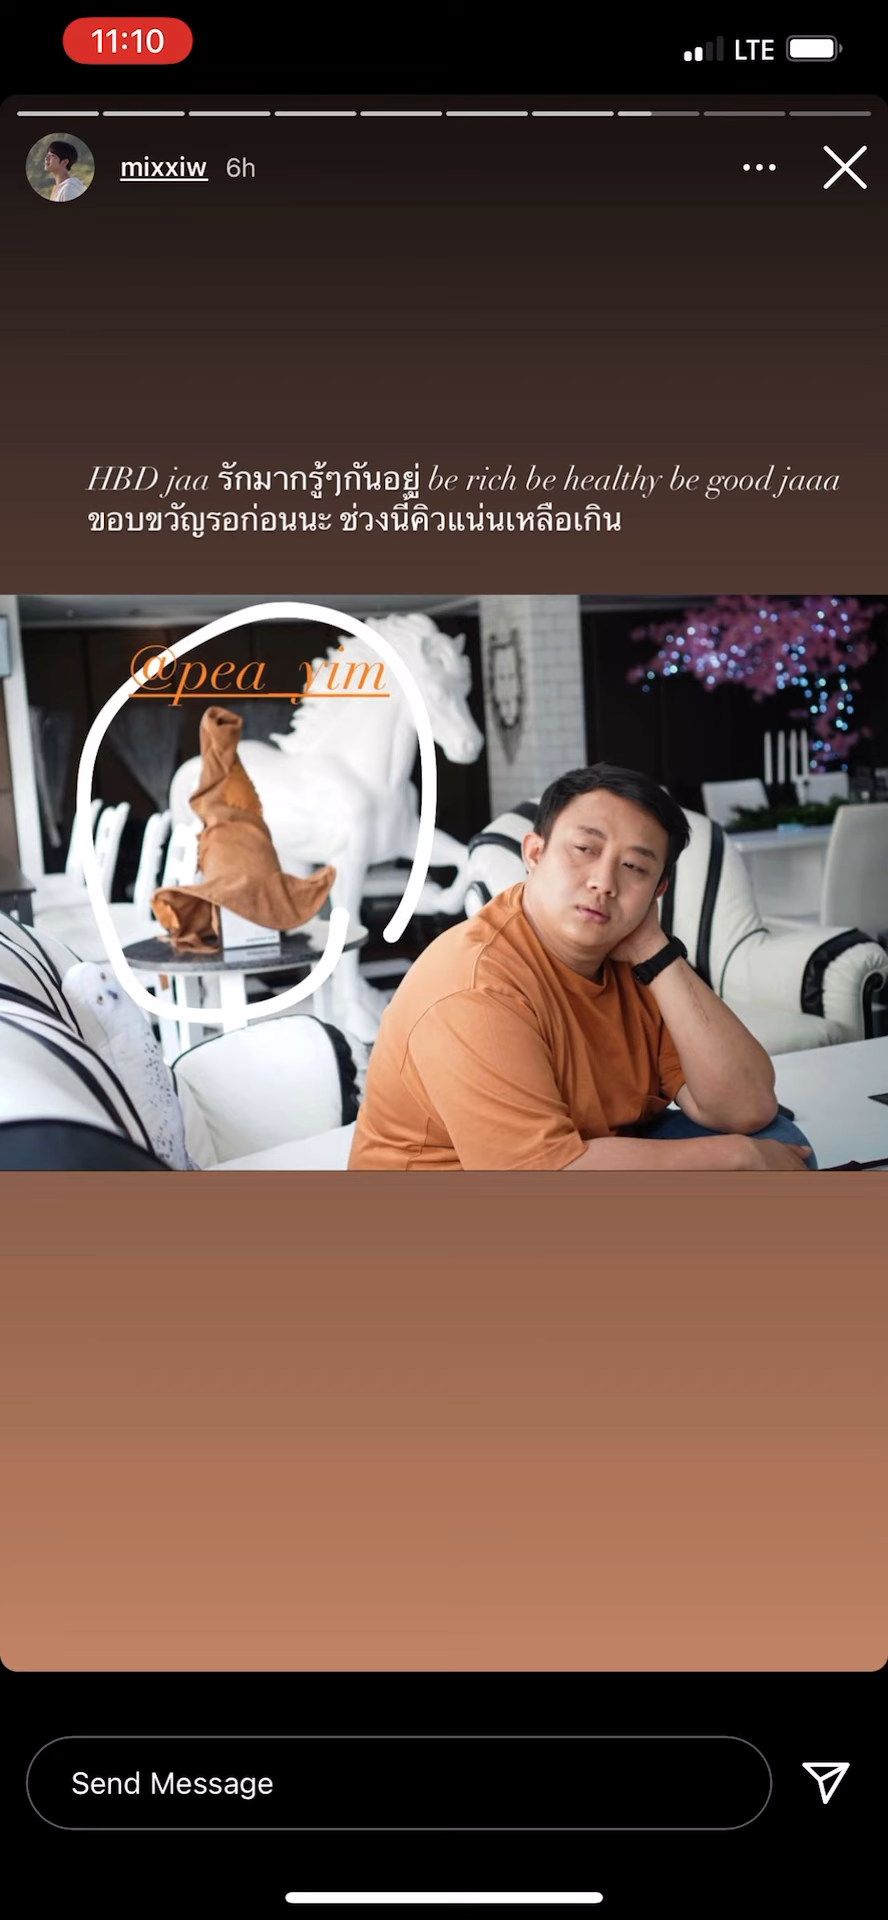 11:10
LTE
mixxiw 6h
HBD jaa รักมากรู้ๆกันอยู่ be rich be healthy be good jaaa
ขอบขวัญรอก่อนนะ ช่วงนี้คิวแน่นเหลือเกิน
@pea_yim
Send Message